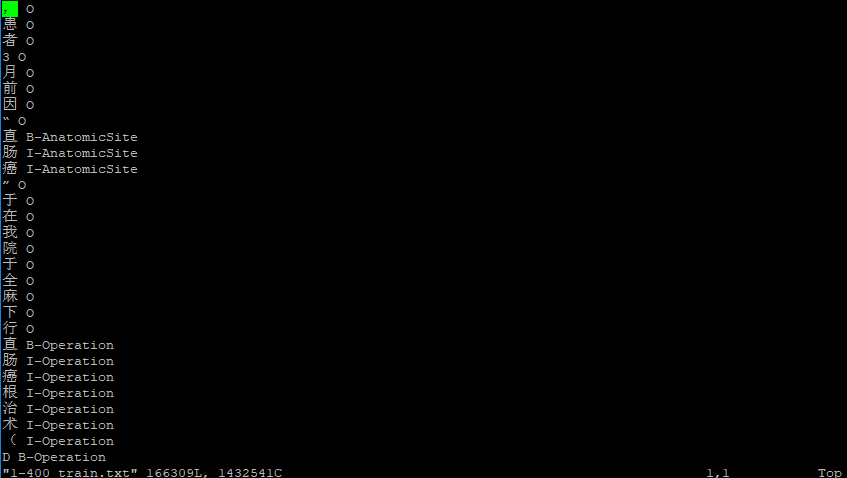 ， O
患 O
者 O
3 O
月 O
前 O
因 O
“ O
直 B-AnatomicSite
肠 I-AnatomicSite
癌 I-AnatomicSite
” O
于 O
在 O
我 O
院 O
于 O
全 O
麻 O
下 O
行 O
直 B-Operation
肠 I-Operation
癌 I-Operation
根 I-Operation
治 I-Operation
术 I-Operation
（ I-Operation
D B-Operation
"1-400 train.txt" 166309L, 1432541C 1,1 Top